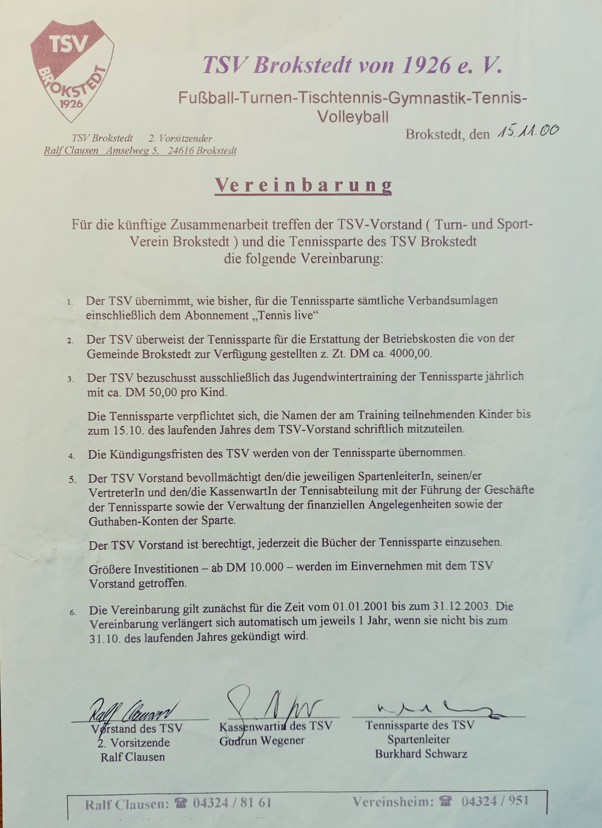 TSV
BROKSTEDT
1926
TSV Brokstedt von 1926 e. V.
Fußball-Turnen-Tischtennis-Gymnastik-Tennis-
Volleyball
TSV Brokstedt 2. Vorsitzender
Ralf Clausen Amselweg 5, 24616 Brokstedt
Brokstedt, den 15.11.00
Vereinbarung
Für die künftige Zusammenarbeit treffen der TSV-Vorstand ( Turn- und Sport-
Verein Brokstedt ) und die Tennissparte des TSV Brokstedt
die folgende Vereinbarung:
1. Der TSV übernimmt, wie bisher, für die Tennissparte sämtliche Verbandsumlagen
einschließlich dem Abonnement „Tennis live“
2. Der TSV überweist der Tennissparte für die Erstattung der Betriebskosten die von der
Gemeinde Brokstedt zur Verfügung gestellten z. Zt. DM ca. 4000,00.
3. Der TSV bezuschusst ausschließlich das Jugendwintertraining der Tennissparte jährlich
mit ca. DM 50,00 pro Kind.
Die Tennissparte verpflichtet sich, die Namen der am Training teilnehmenden Kinder bis
zum 15.10. des laufenden Jahres dem TSV-Vorstand schriftlich mitzuteilen.
4. Die Kündigungsfristen des TSV werden von der Tennissparte übernommen.
5. Der TSV Vorstand bevollmächtigt den/die jeweiligen SpartenleiterIn, seinen/er
VertreterIn und den/die KassenwartIn der Tennisabteilung mit der Führung der Geschäfte
der Tennissparte sowie der Verwaltung der finanziellen Angelegenheiten sowie der
Guthaben-Konten der Sparte.
Der TSV Vorstand ist berechtigt, jederzeit die Bücher der Tennissparte einzusehen.
Größere Investitionen – ab DM 10.000 – werden im Einvernehmen mit dem TSV
Vorstand getroffen.
6. Die Vereinbarung gilt zunächst für die Zeit vom 01.01.2001 bis zum 31.12.2003. Die
Vereinbarung verlängert sich automatisch um jeweils 1 Jahr, wenn sie nicht bis zum
31.10. des laufenden Jahres gekündigt wird.
Ralf Clausen
Vorstand des TSV
2. Vorsitzende
Ralf Clausen
Kassenwartin des TSV
Gudrun Wegener
Tennissparte des TSV
Spartenleiter
Burkhard Schwarz
Ralf Clausen: ☎ 04324 / 81 61 Vereinsheim: ☎ 04324 / 951